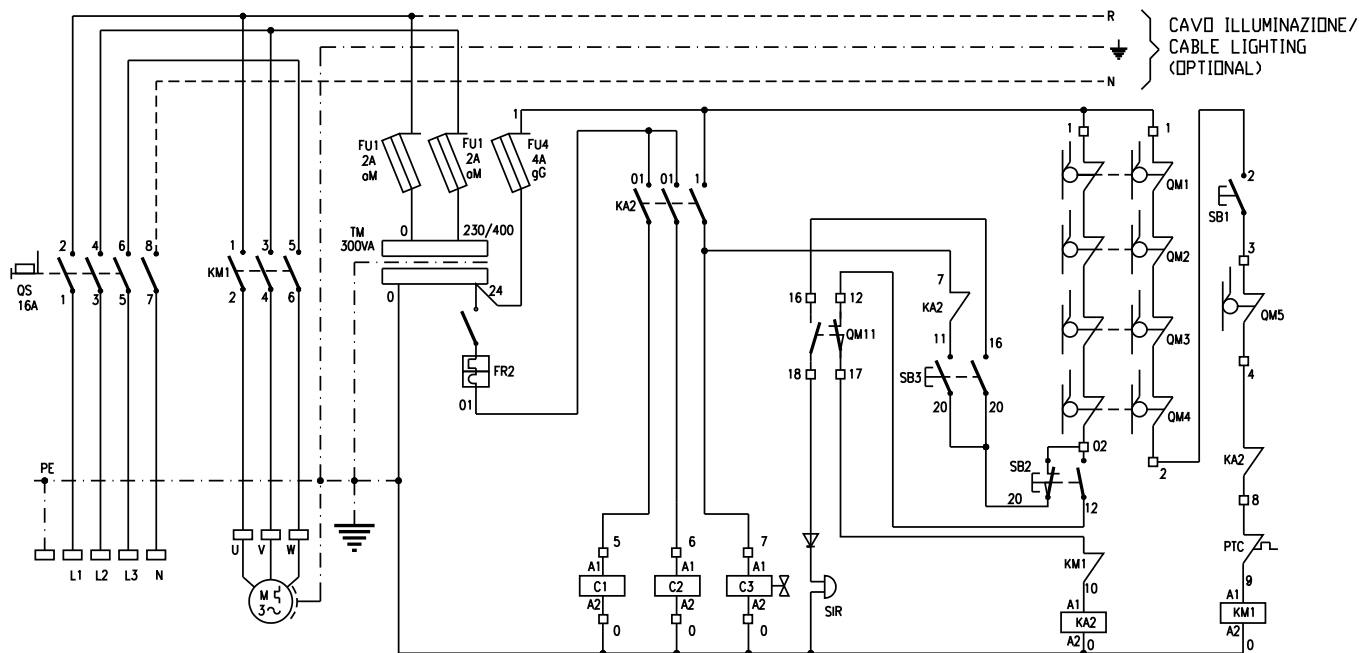 R
CAVO ILLUMINAZIONE/
CABLE LIGHTING
(OPTIONAL)
N
1
FU1
2A
aM
FU1
2A
aM
FU4
4A
gG
1
1
QM1
01
01
1
KA2
2
SB1
0
230/400
TM
300VA
2
4
6
8
QS
16A
1
3
5
7
1
3
5
KM1
2
4
6
QM2
3
0
24
7
KA2
16
12
QM11
QM5
QM3
11
16
FR2
18
17
SB3
4
01
20
20
QM4
02
SB2
KA2
PE
2
20
12
8
U
V
W
5
6
7
PTC
L1
L2
L3
N
M
3~
A1
C1
A2
0
A1
C2
A2
0
A1
C3
A2
0
SIR
KM1
10
9
A1
KA2
A2
0
A1
KM1
A2
0